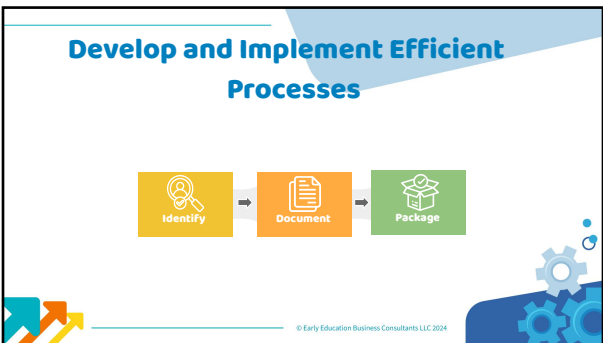 Develop and Implement Efficient
Processes
Identify
Document
Package
© Early Education Business Consultants LLC 2024